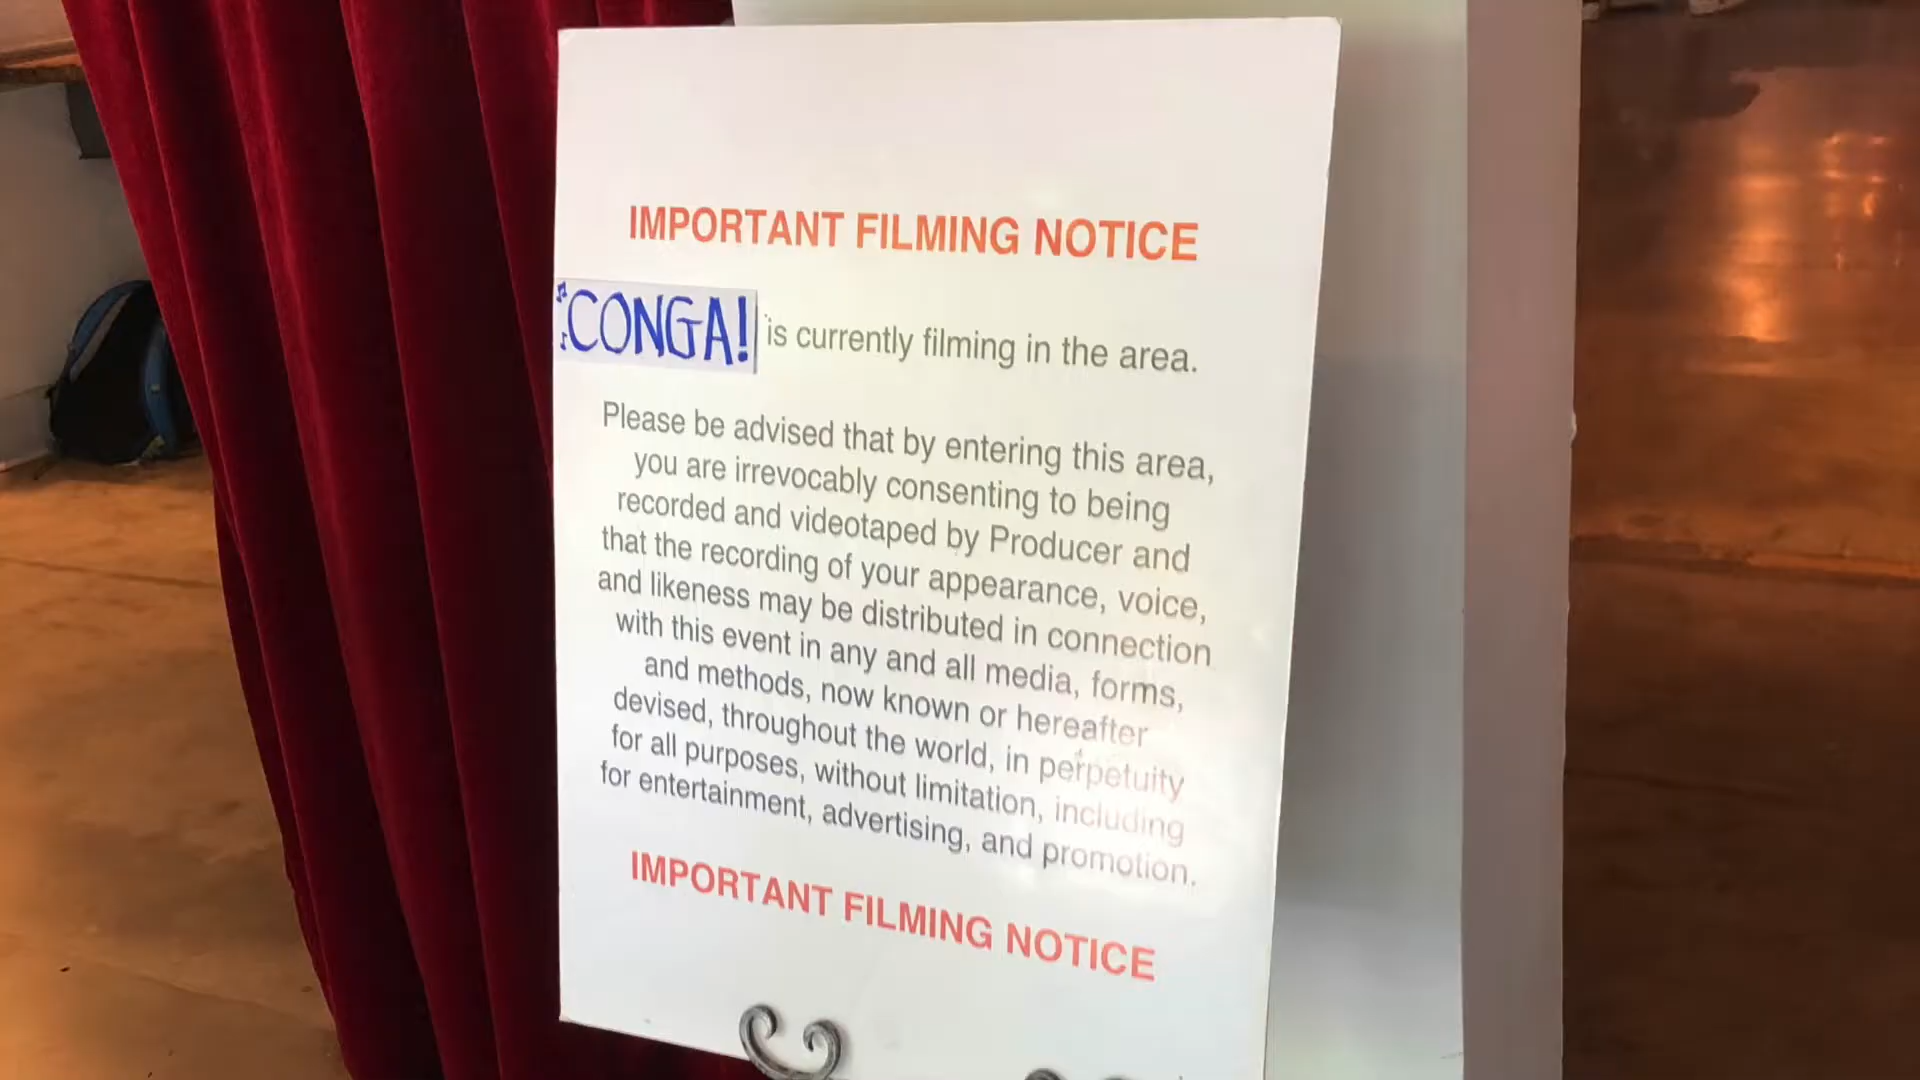 IMPORTANT FILMING NOTICE
CONGA! is currently filming in the area.
Please be advised that by entering this area,
you are irrevocably consenting to being
recorded and videotaped by Producer and
that the recording of your appearance, voice,
and likeness may be distributed in connection
with this event in any and all media, forms,
and methods, now known or hereafter
devised, throughout the world, in perpetuity
for all purposes, without limitation, including
for entertainment, advertising, and promotion.
IMPORTANT FILMING NOTICE